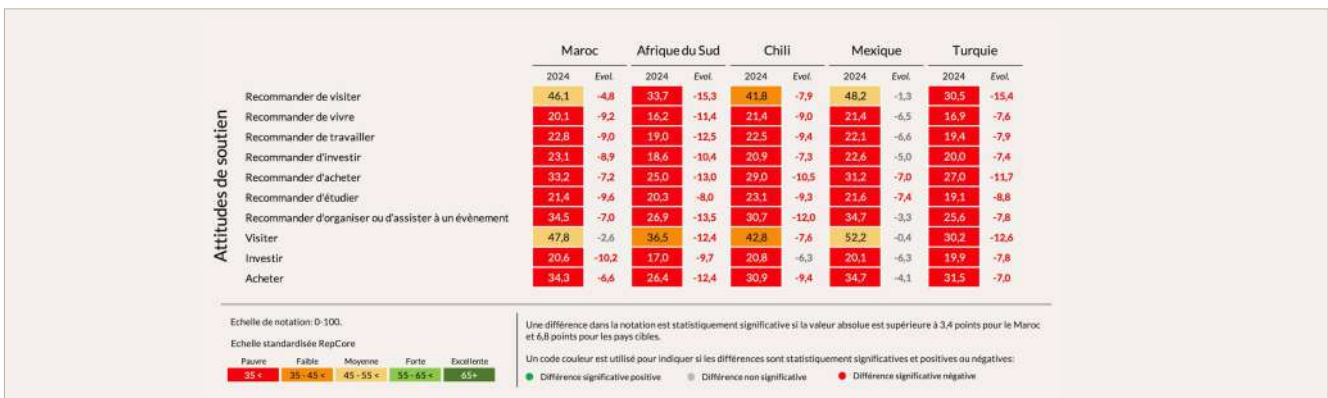 Maroc Afrique du Sud Chili Mexique Turquie
2024 Evol. 2024 Evol. 2024 Evol. 2024 Evol. 2024 Evol.
Attitudes de soutien
Recommander de visiter 46,1 -4,8 33,7 -15,3 41,8 -7,9 48,2 -1,3 30,5 -15,4
Recommander de vivre 20,1 -9,2 16,2 -11,4 21,4 -9,0 21,4 -6,5 16,9 -7,6
Recommander de travailler 22,8 -9,0 19,0 -12,5 22,5 -9,4 22,1 -6,6 19,4 -7,9
Recommander d'investir 23,1 -8,9 18,6 -10,4 20,9 -7,3 22,6 -5,0 20,0 -7,4
Recommander d'acheter 33,2 -7,2 25,0 -13,0 29,0 -10,5 31,2 -7,0 27,0 -11,7
Recommander d'étudier 21,4 -9,6 20,3 -8,0 23,1 -9,3 21,6 -7,4 19,1 -8,8
Recommander d'organiser ou d'assister à un évènement 34,5 -7,0 26,9 -13,5 30,7 -12,0 34,7 -3,3 25,6 -7,8
Visiter 47,8 -2,6 36,5 -12,4 42,8 -7,6 52,2 -0,4 30,2 -12,6
Investir 20,6 -10,2 17,0 -9,7 20,8 -6,3 20,1 -6,3 19,9 -7,8
Acheter 34,3 -6,6 26,4 -12,4 30,9 -9,4 34,7 -4,1 31,5 -7,0
Echelle de notation: 0-100.
Echelle standardisée RepCore
Pauvre Faible Moyenne Forte Excellente
35 < 35 - 45 < 45 - 55 < 55 - 65 < 65+
Une différence dans la notation est statistiquement significative si la valeur absolue est supérieure à 3,4 points pour le Maroc
et 6,8 points pour les pays cibles.
Un code couleur est utilisé pour indiquer si les différences sont statistiquement significatives et positives ou négatives:
Différence significative positive Différence non significative Différence significative négative